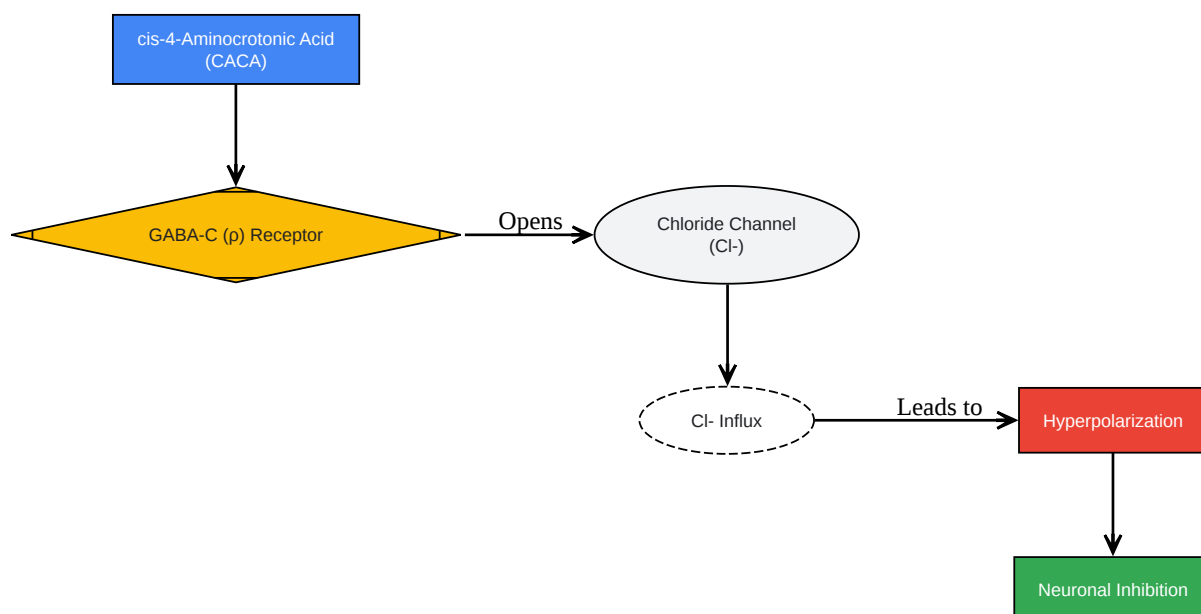 cis-4-Aminocrotonic Acid
(CACA)
GABA-C (ρ) Receptor
Opens
Chloride Channel
(Cl-)
Cl- Influx
Leads to
Hyperpolarization
Neuronal Inhibition